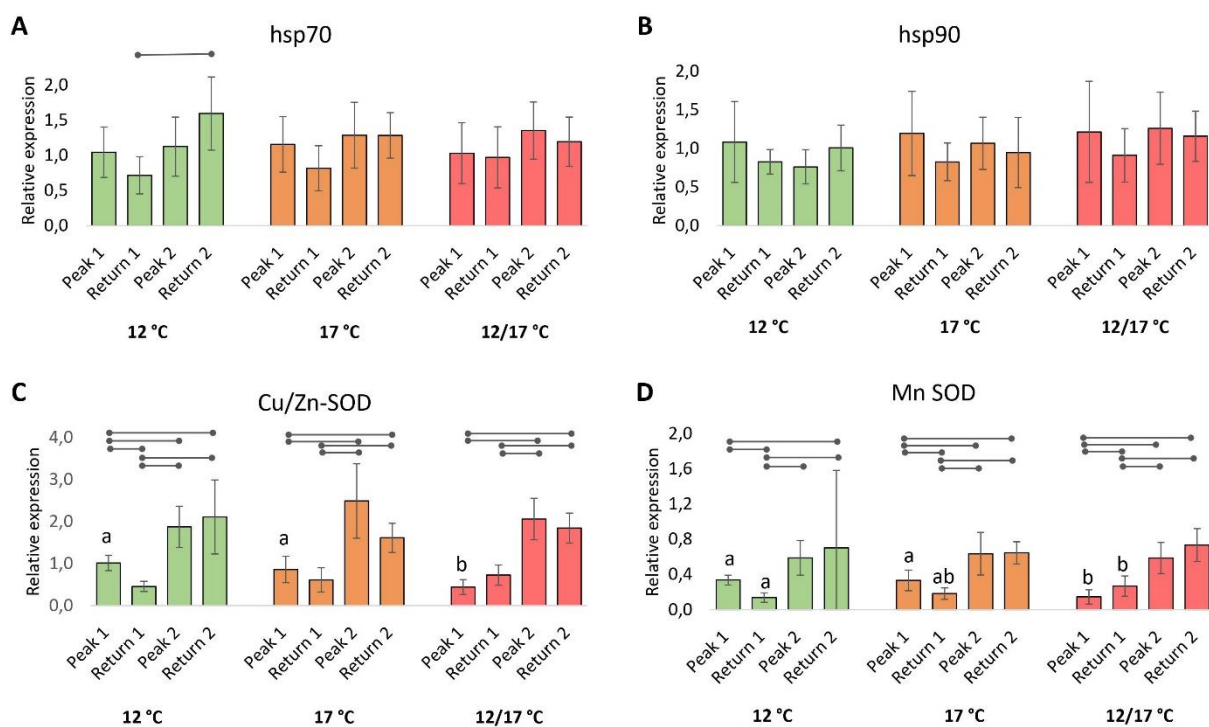 A
hsp70
Relative expression
2,0
1,5
1,0
0,5
0,0
Peak 1
Return 1
Peak 2
Return 2
Peak 1
Return 1
Peak 2
Return 2
Peak 1
Return 1
Peak 2
Return 2
12 °C
17 °C
12/17 °C
B
hsp90
Relative expression
2,0
1,5
1,0
0,5
0,0
Peak 1
Return 1
Peak 2
Return 2
Peak 1
Return 1
Peak 2
Return 2
Peak 1
Return 1
Peak 2
Return 2
12 °C
17 °C
12/17 °C
C
Cu/Zn-SOD
Relative expression
4,0
3,0
2,0
1,0
0,0
a
a
b
Peak 1
Return 1
Peak 2
Return 2
Peak 1
Return 1
Peak 2
Return 2
Peak 1
Return 1
Peak 2
Return 2
12 °C
17 °C
12/17 °C
D
Mn SOD
Relative expression
2,0
1,6
1,2
0,8
0,4
0,0
a
a
a
ab
b
b
Peak 1
Return 1
Peak 2
Return 2
Peak 1
Return 1
Peak 2
Return 2
Peak 1
Return 1
Peak 2
Return 2
12 °C
17 °C
12/17 °C